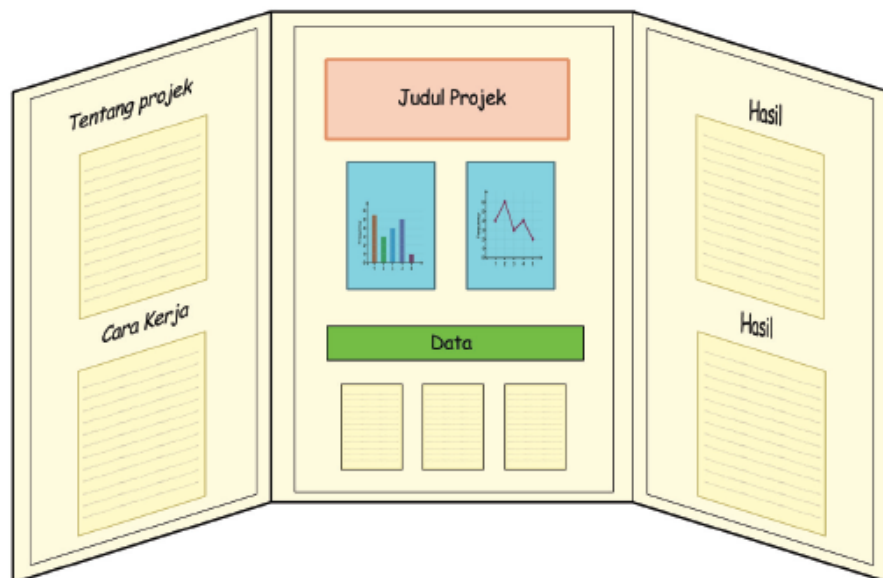 Tentang projek
Cara Kerja
Judul Projek
Data
Hasil
Hasil